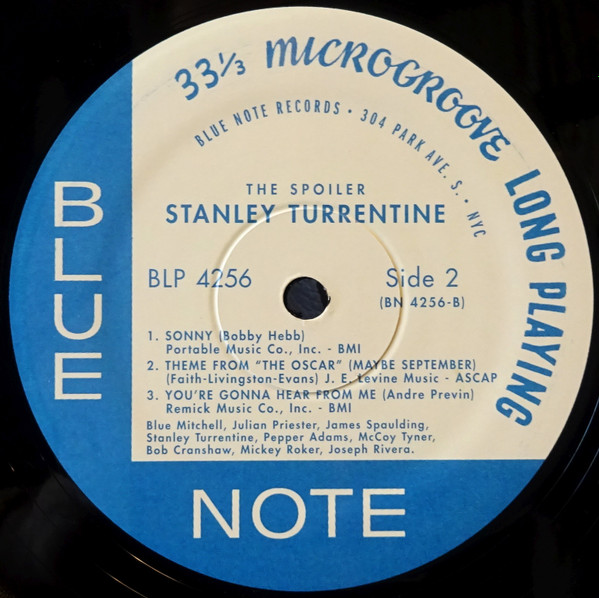 33⅓ MICROGROOVE LONG PLAYING
BLUE NOTE RECORDS • 304 PARK AVE. S. • NYC
THE SPOILER
STANLEY TURRENTINE
BLP 4256
Side 2
(BN 4256-B)
1. SONNY (Bobby Hebb)
Portable Music Co., Inc. - BMI
2. THEME FROM “THE OSCAR” (MAYBE SEPTEMBER)
(Faith-Livingston-Evans) J. E. Levine Music - ASCAP
3. YOU'RE GONNA HEAR FROM ME (Andre Previn)
Remick Music Co., Inc. - BMI
Blue Mitchell, Julian Priester, James Spaulding,
Stanley Turrentine, Pepper Adams, McCoy Tyner,
Bob Cranshaw, Mickey Roker, Joseph Rivera.
BLUE
NOTE